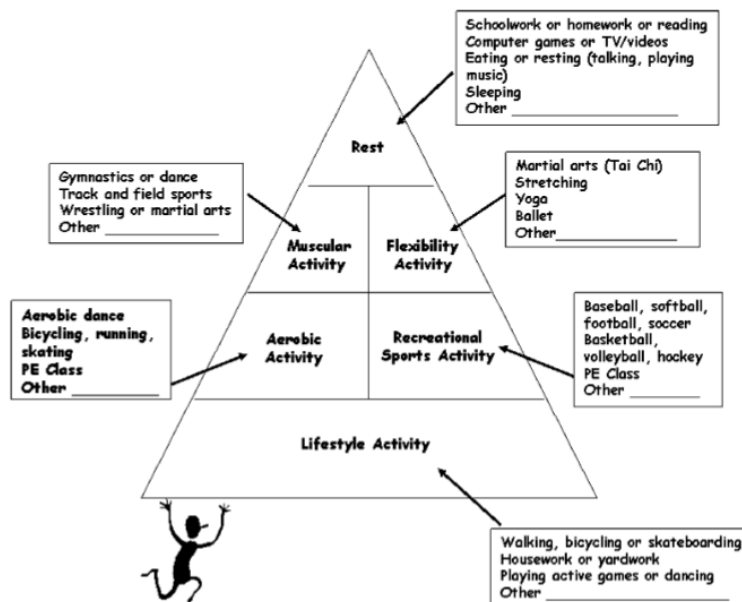 Schoolwork or homework or reading
Computer games or TV/videos
Eating or resting (talking, playing
music)
Sleeping
Other
Rest
Gymnastics or dance
Track and field sports
Wrestling or martial arts
Other
Martial arts (Tai Chi)
Stretching
Yoga
Ballet
Other
Muscular
Activity
Flexibility
Activity
Aerobic dance
Bicycling, running,
skating
PE Class
Other
Aerobic
Activity
Recreational
Sports Activity
Baseball, softball,
football, soccer
Basketball,
volleyball, hockey
PE Class
Other
Lifestyle Activity
Walking, bicycling or skateboarding
Housework or yardwork
Playing active games or dancing
Other